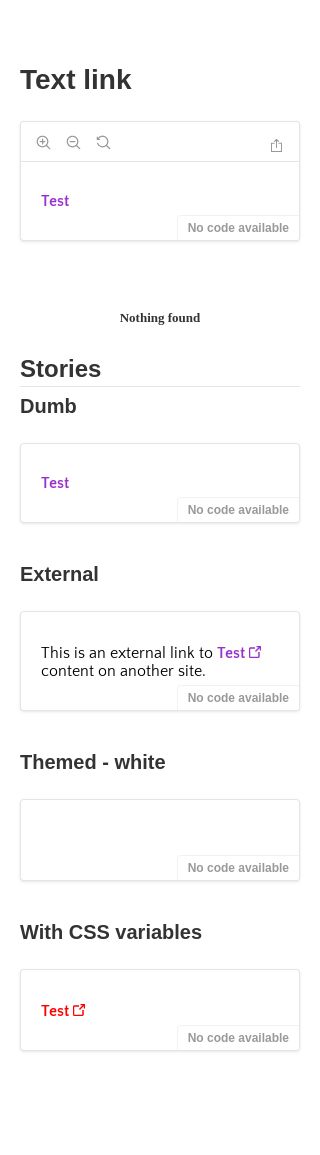 Text link
Test
No code available
Nothing found
Stories
Dumb
Test
No code available
External
This is an external link to Test
content on another site.
No code available
Themed - white
No code available
With CSS variables
Test
No code available